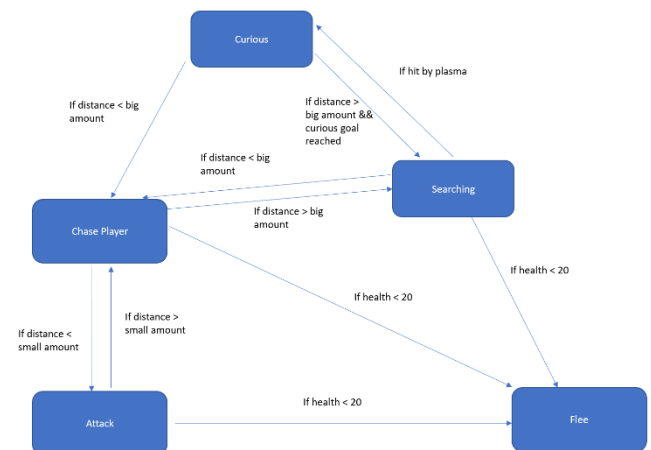 Curious
If hit by plasma
If distance < big
amount
If distance >
big amount &&
curious goal
reached
If distance < big
amount
Searching
If distance > big
amount
Chase Player
If health < 20
If health < 20
If distance >
small amount
If distance <
small amount
If health < 20
Attack
Flee